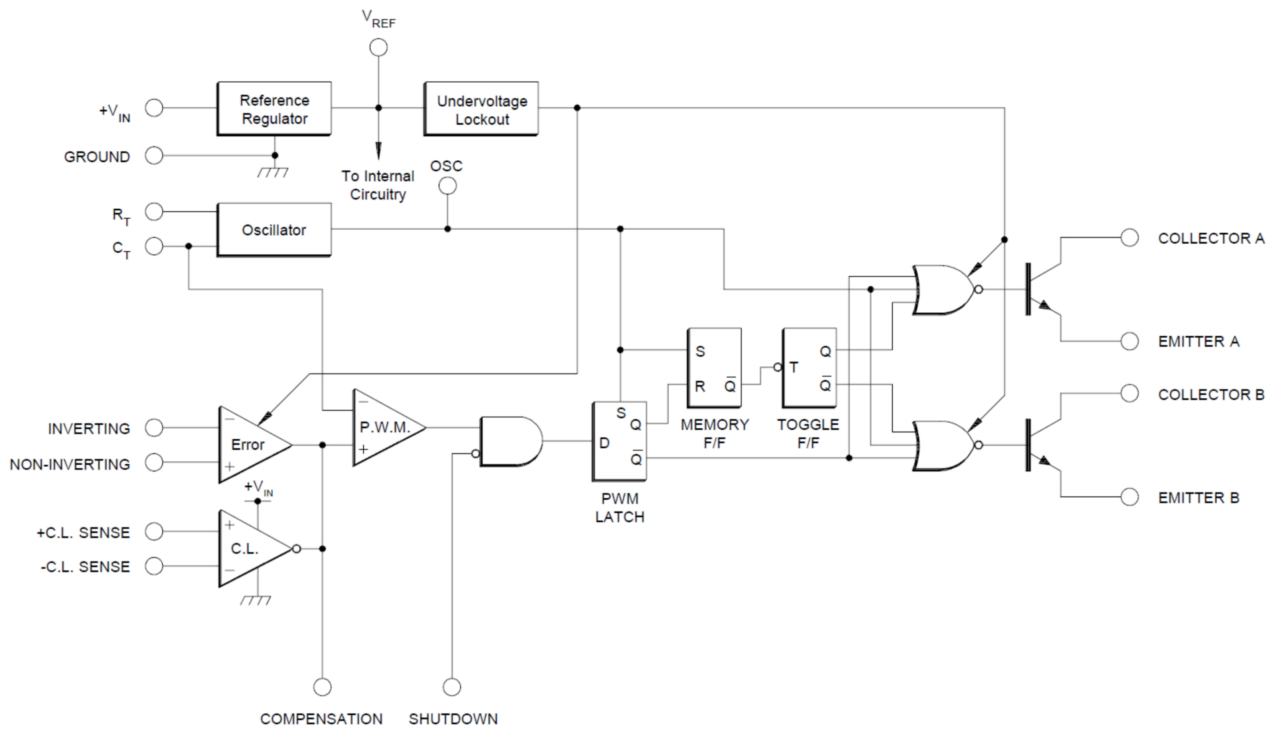 VREF
+VIN
Reference
Regulator
Undervoltage
Lockout
GROUND
To Internal
Circuitry
OSC
RT
CT
Oscillator
COLLECTOR A
EMITTER A
S
R
Q̅
MEMORY
F/F
T
Q
Q̅
TOGGLE
F/F
COLLECTOR B
EMITTER B
INVERTING
NON-INVERTING
−
Error
+
−
P.W.M.
+
S
D
Q
Q̅
PWM
LATCH
+VIN
+C.L. SENSE
-C.L. SENSE
+
C.L.
−
COMPENSATION
SHUTDOWN